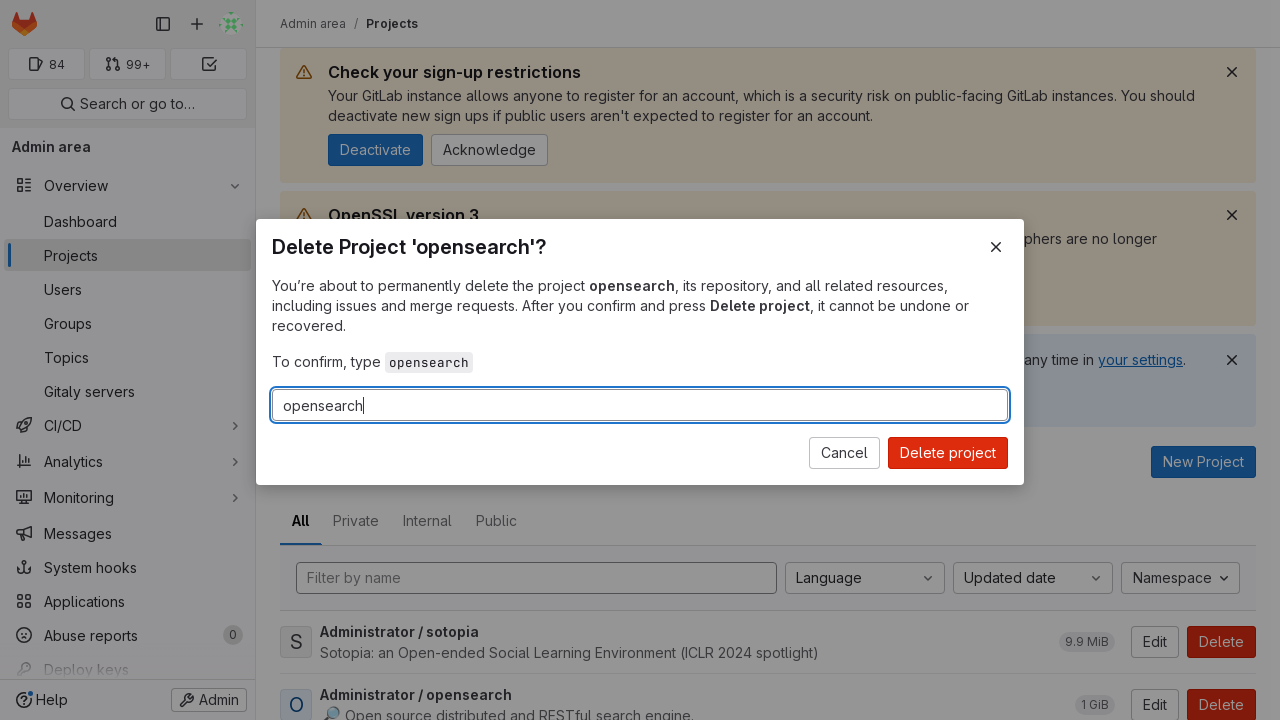 Admin area / Projects
84
99+
Search or go to…
Admin area
Overview
Dashboard
Projects
Users
Groups
Topics
Gitaly servers
CI/CD
Analytics
Monitoring
Messages
System hooks
Applications
Abuse reports
0
Deploy keys
Help
Admin
Check your sign-up restrictions
Your GitLab instance allows anyone to register for an account, which is a security risk on public-facing GitLab instances. You should
deactivate new sign ups if public users aren't expected to register for an account.
Deactivate
Acknowledge
OpenSSL version 3
phers are no longer
any time in your settings.
Delete Project 'opensearch'?
You're about to permanently delete the project opensearch, its repository, and all related resources,
including issues and merge requests. After you confirm and press Delete project, it cannot be undone or
recovered.
To confirm, type opensearch
opensearch
Cancel
Delete project
New Project
All
Private
Internal
Public
Filter by name
Language
Updated date
Namespace
S
Administrator / sotopia
Sotopia: an Open-ended Social Learning Environment (ICLR 2024 spotlight)
9.9 MiB
Edit
Delete
O
Administrator / opensearch
🔎 Open source distributed and RESTful search engine.
1 GiB
Edit
Delete